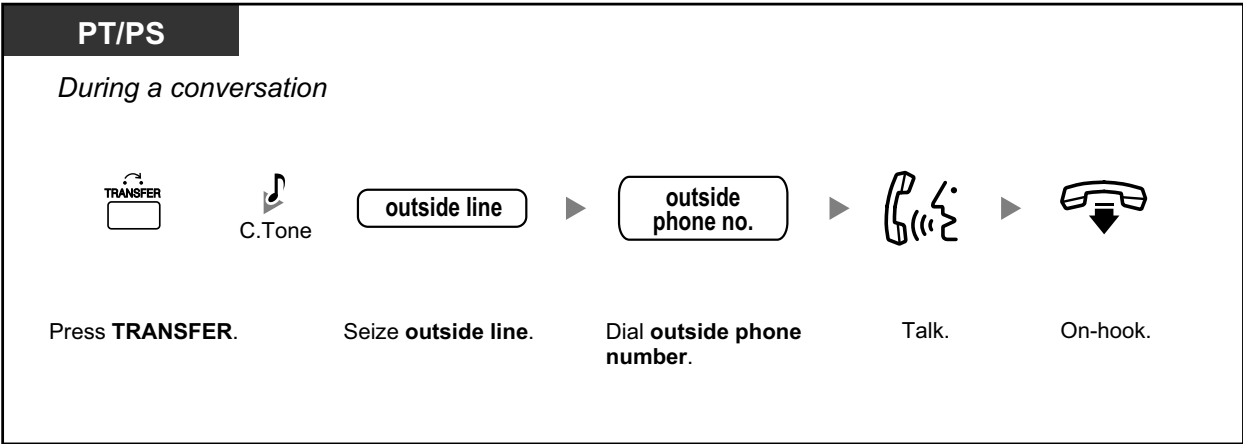 PT/PS
During a conversation
TRANSFER
C.Tone
outside line
outside
phone no.
Press TRANSFER.
Seize outside line.
Dial outside phone
number.
Talk.
On-hook.